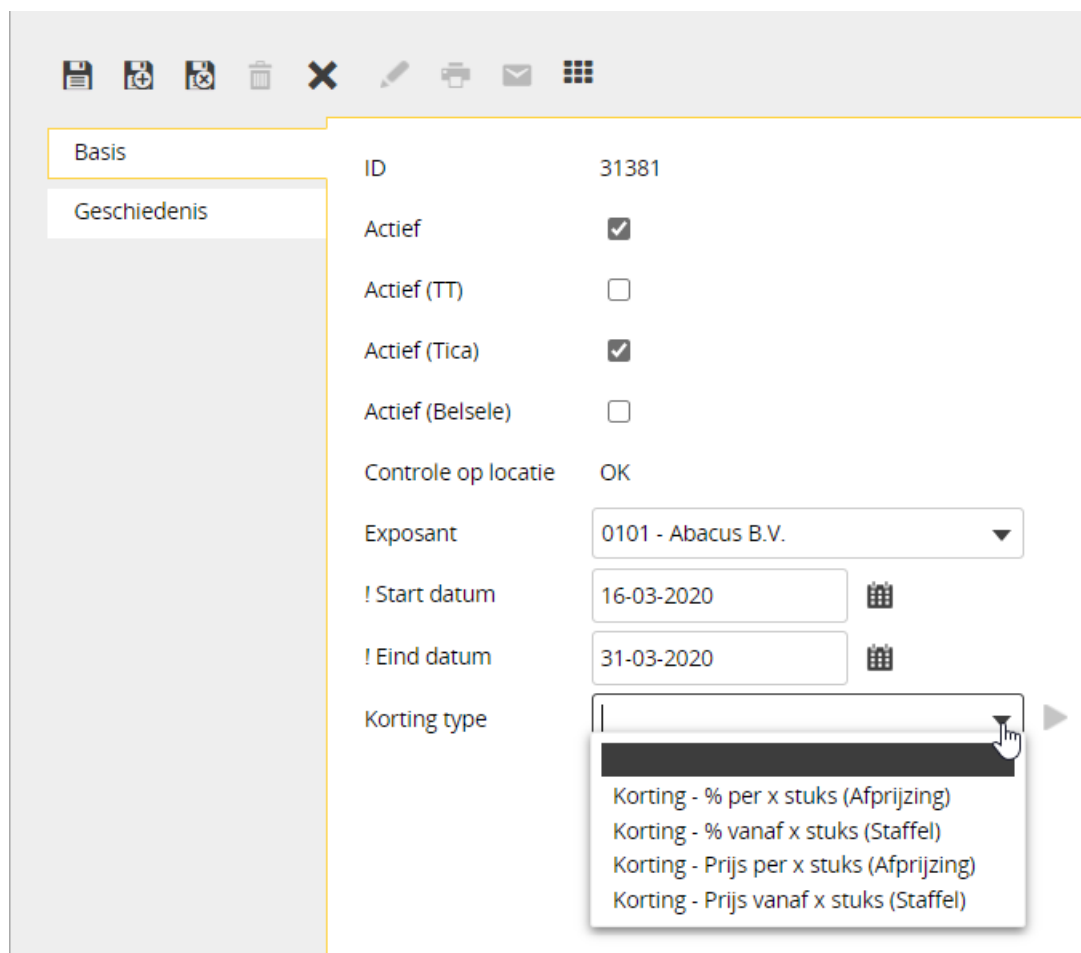 Basis
Geschiedenis
ID 31381
Actief
Actief (TT)
Actief (Tica)
Actief (Belsele)
Controle op locatie OK
Exposant 0101 - Abacus B.V.
! Start datum 16-03-2020
! Eind datum 31-03-2020
Korting type
Korting - % per x stuks (Afprijzing)
Korting - % vanaf x stuks (Staffel)
Korting - Prijs per x stuks (Afprijzing)
Korting - Prijs vanaf x stuks (Staffel)